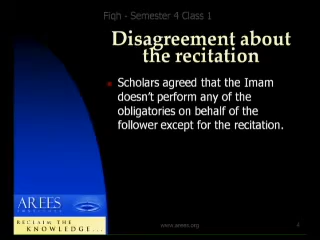 Fiqh - Semester 4 Class 1
Disagreement about
the recitation
Scholars agreed that the Imam
doesn't perform any of the
obligatories on behalf of the
follower except for the recitation.
AREES
RECLAIM THE
KNOWLEDGE...
www.arees.org
4